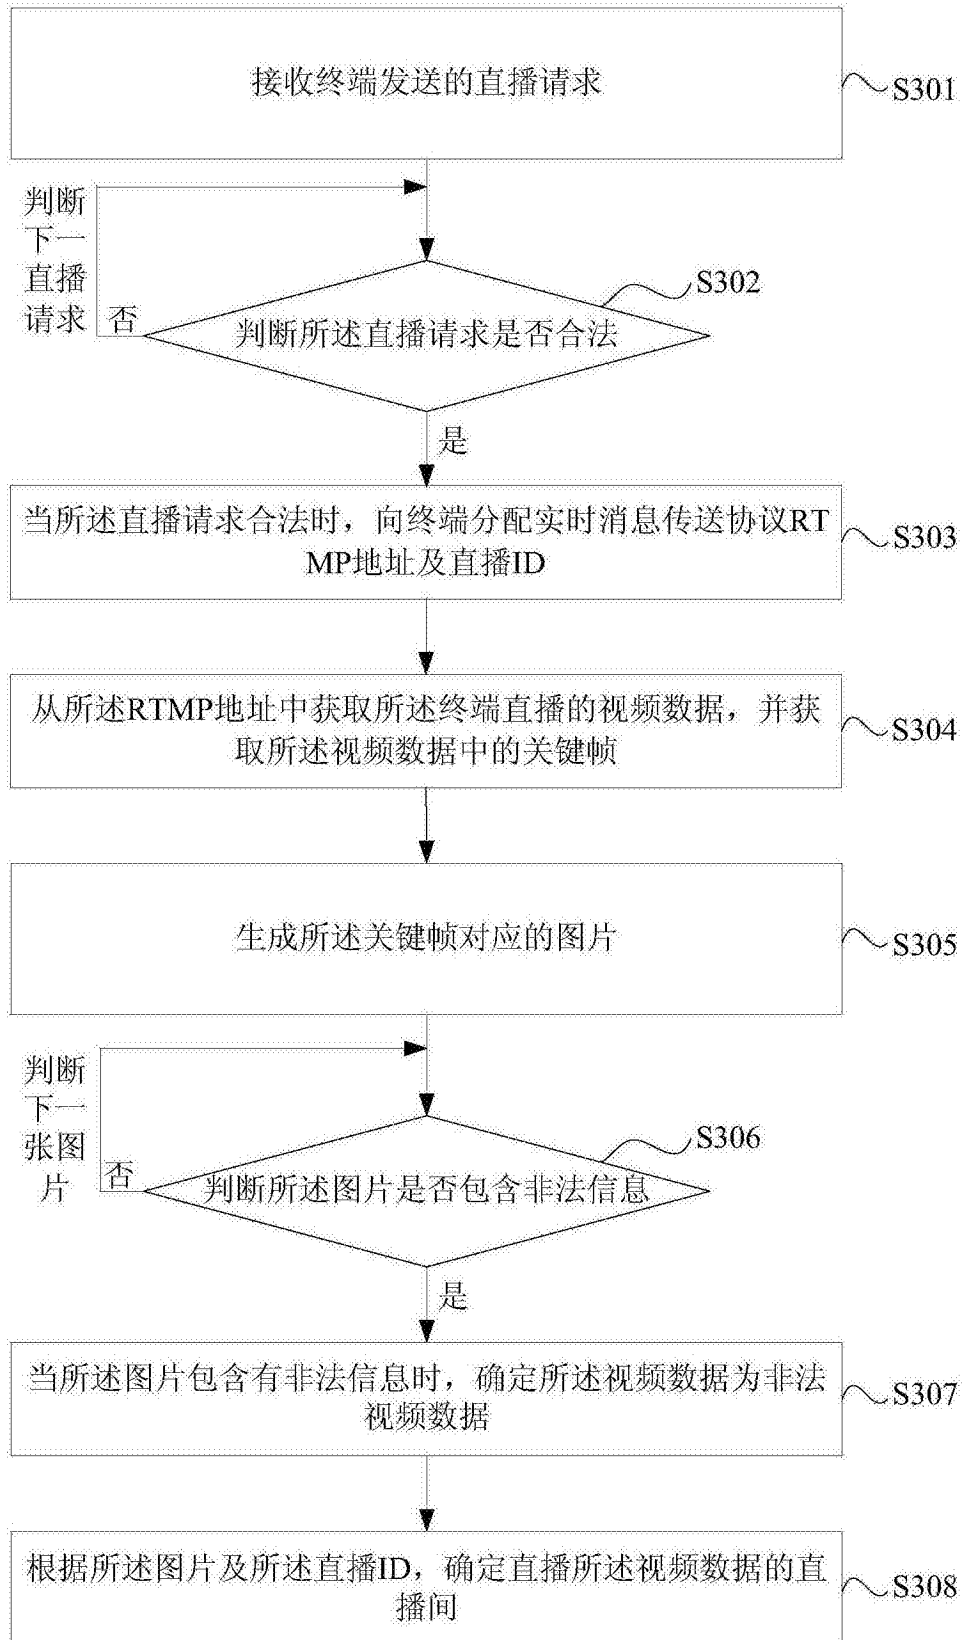 接收终端发送的直播请求
S301
判断
下一
直播
请求
否
S302
判断所述直播请求是否合法
是
当所述直播请求合法时，向终端分配实时消息传送协议RT
MP地址及直播ID
S303
从所述RTMP地址中获取所述终端直播的视频数据，并获
取所述视频数据中的关键帧
S304
生成所述关键帧对应的图片
S305
判断
下一
张图
片
否
S306
判断所述图片是否包含非法信息
是
当所述图片包含有非法信息时，确定所述视频数据为非法
视频数据
S307
根据所述图片及所述直播ID，确定直播所述视频数据的直
播间
S308